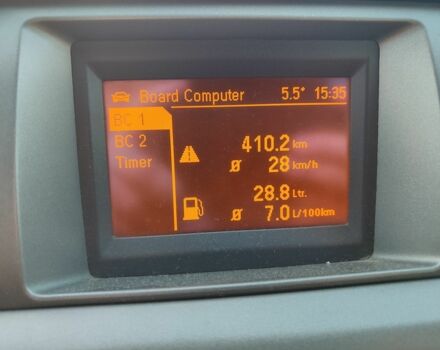 Board Computer 5.5° 15:35
BC 1
BC 2
Timer
410.2 km
ø 28 km/h
28.8 Ltr.
ø 7.0 L/100km